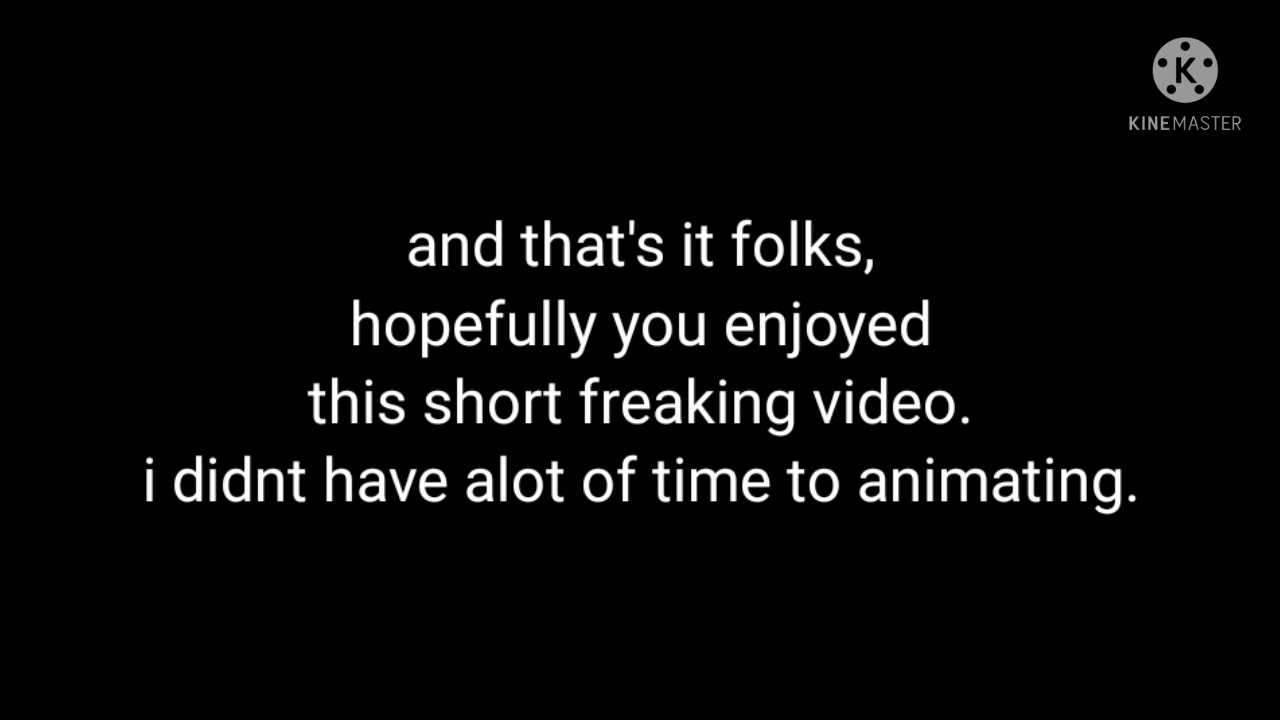 K
KINEMASTER
and that's it folks,
hopefully you enjoyed
this short freaking video.
i didnt have alot of time to animating.